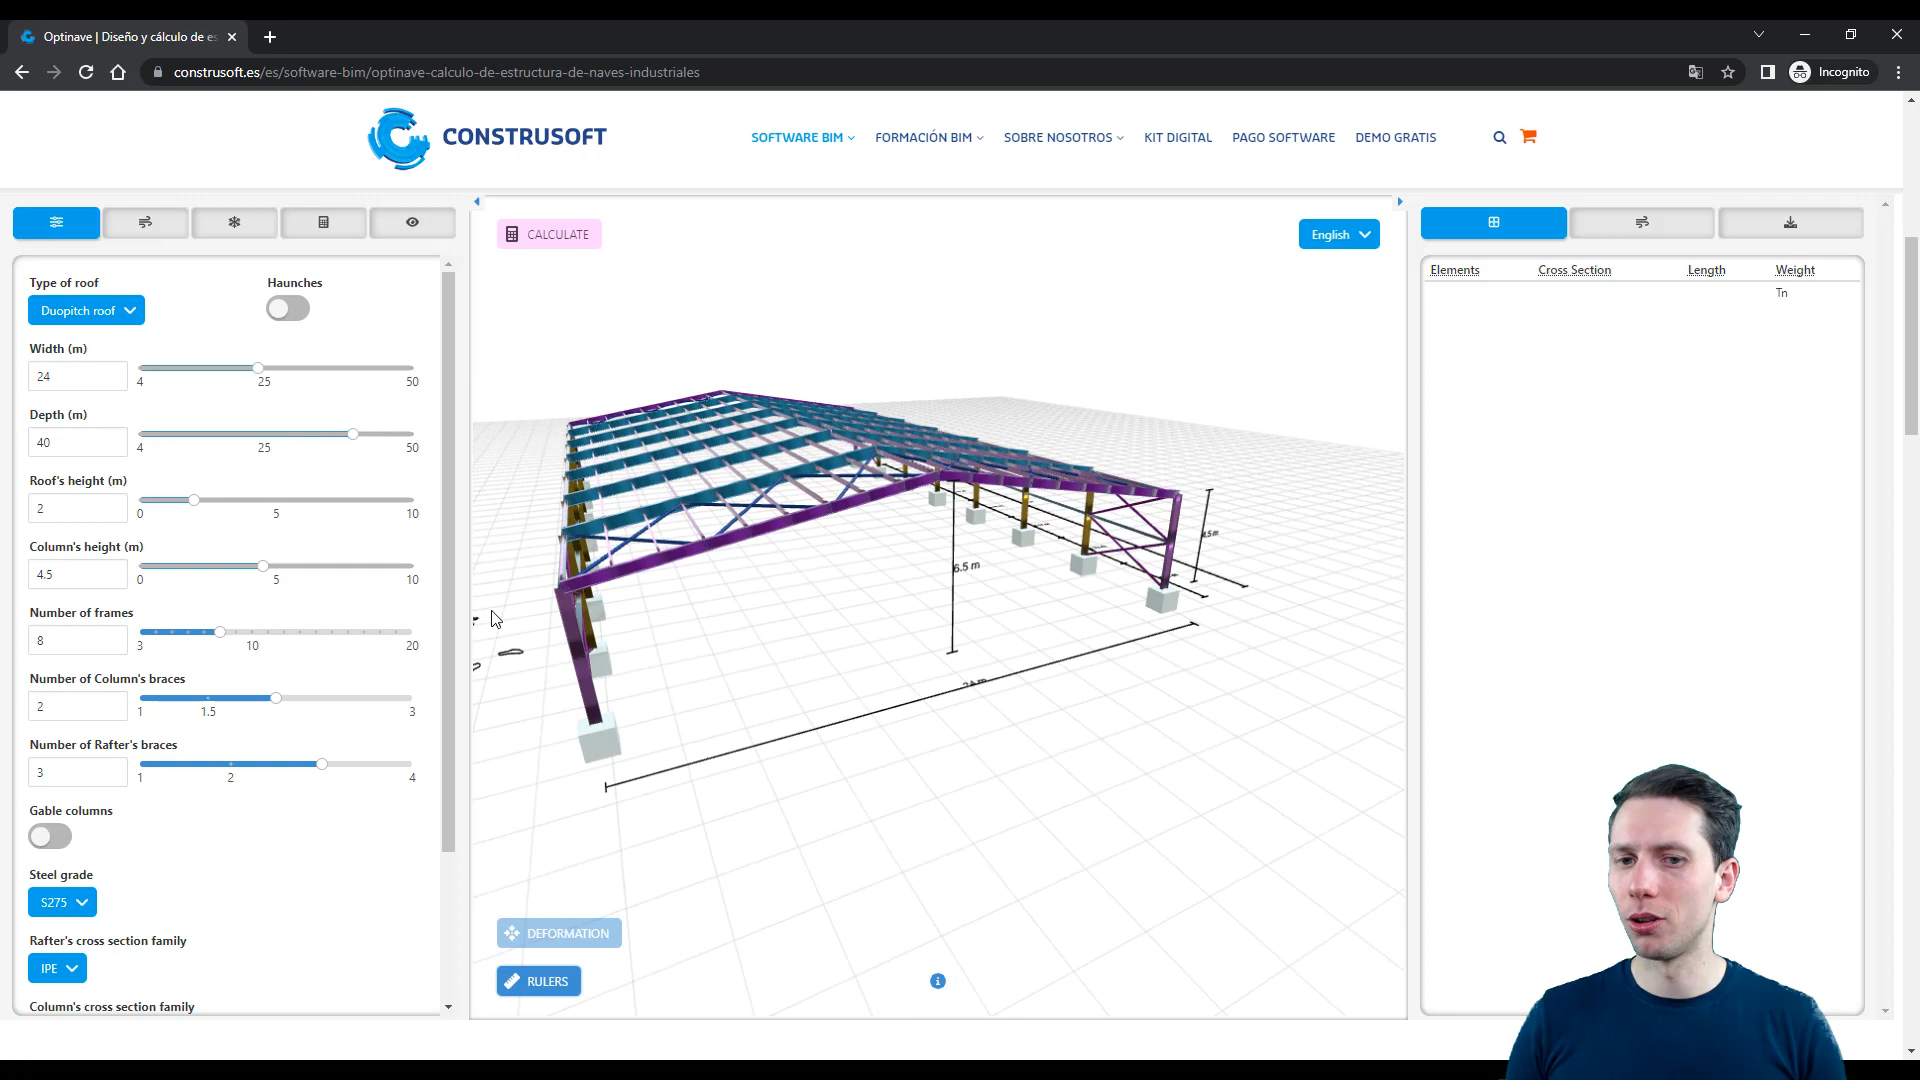 Optinave | Diseño y cálculo de es
construsoft.es/es/software-bim/optinave-calculo-de-estructura-de-naves-industriales
Incognito
CONSTRUSOFT
SOFTWARE BIM
FORMACIÓN BIM
SOBRE NOSOTROS
KIT DIGITAL
PAGO SOFTWARE
DEMO GRATIS
CALCULATE
English
Type of roof
Haunches
Duopitch roof
Width (m)
24
4 25 50
Depth (m)
40
4 25 50
Roof's height (m)
2
0 5 10
Column's height (m)
4.5
0 5 10
Number of frames
8
3 10 20
Number of Column's braces
2
1 1.5 3
Number of Rafter's braces
3
1 2 4
Gable columns
Steel grade
S275
Rafter's cross section family
IPE
Column's cross section family
6.5 m
DEFORMATION
RULERS
Elements Cross Section Length Weight
Tn